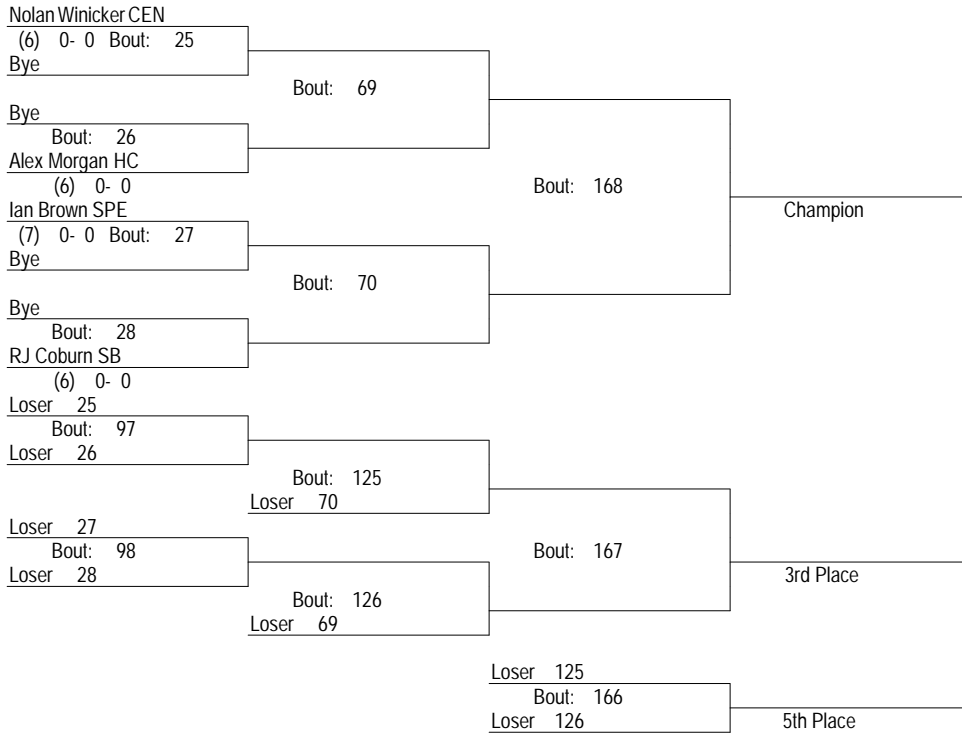 Nolan Winicker CEN
(6) 0- 0 Bout: 25
Bye
Bout: 69
Bye
Bout: 26
Alex Morgan HC
(6) 0- 0
Bout: 168
Ian Brown SPE
Champion
(7) 0- 0 Bout: 27
Bye
Bout: 70
Bye
Bout: 28
RJ Coburn SB
(6) 0- 0
Loser 25
Bout: 97
Loser 26
Bout: 125
Loser 70
Loser 27
Bout: 98
Bout: 167
Loser 28
3rd Place
Bout: 126
Loser 69
Loser 125
Bout: 166
Loser 126
5th Place